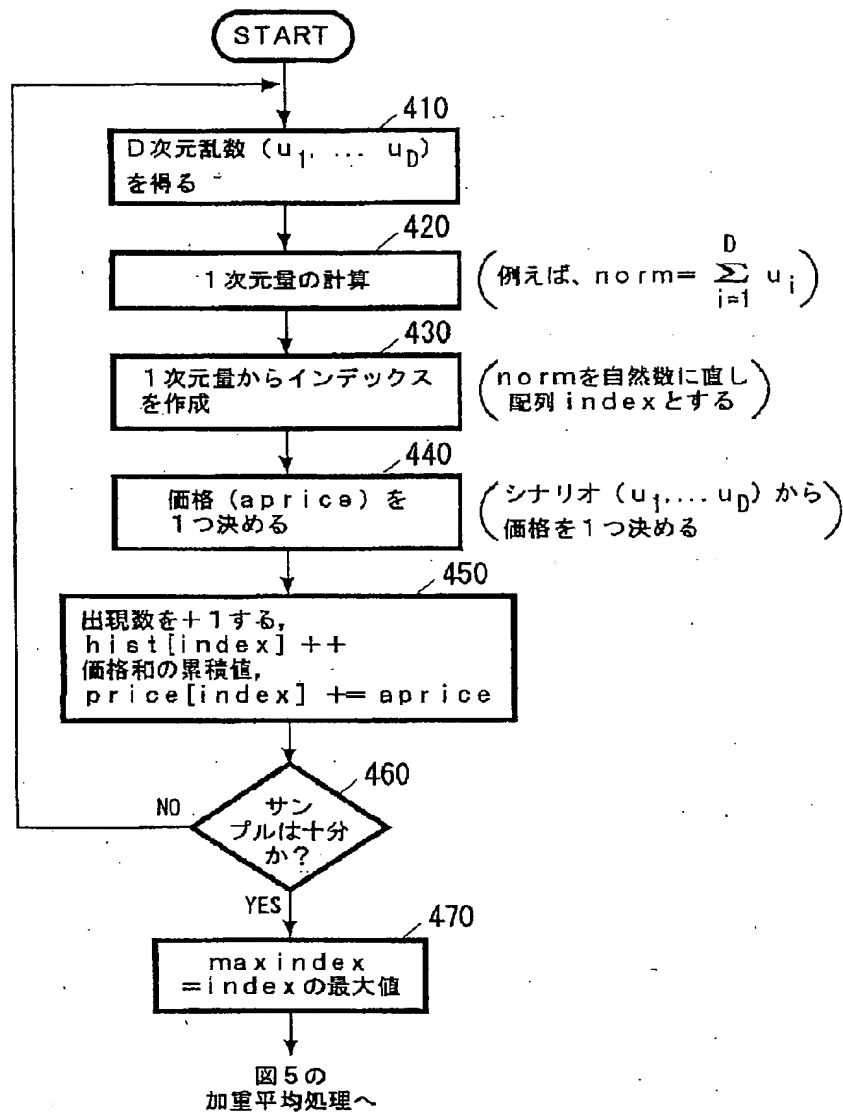 START
410
D次元乱数 (u1, ... uD)
を得る
420
1次元量の計算
(例えば、norm= D∑i=1 ui)
430
1次元量からインデックス
を作成
(normを自然数に直し
配列indexとする)
440
価格 (aprice) を
1つ決める
(シナリオ (u1,... uD) から
価格を1つ決める)
450
出現数を+1する,
hist[index] ++
価格和の累積値,
price[index] += aprice
460
サン
プルは十分
か?
NO
YES
470
maxindex
=indexの最大値
図5の
加重平均処理へ